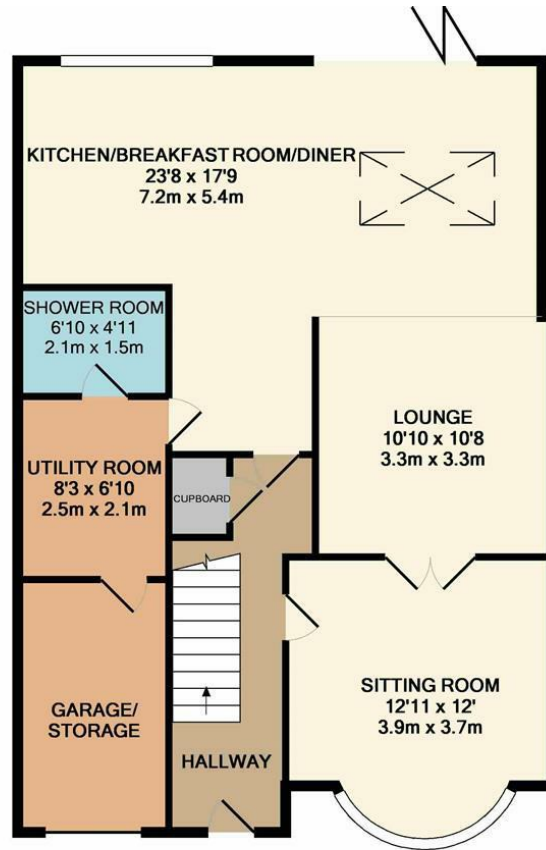 KITCHEN/BREAKFAST ROOM/DINER
23'8 x 17'9
7.2m x 5.4m
SHOWER ROOM
6'10 x 4'11
2.1m x 1.5m
LOUNGE
10'10 x 10'8
3.3m x 3.3m
UTILITY ROOM
8'3 x 6'10
2.5m x 2.1m
CUPBOARD
SITTING ROOM
12'11 x 12'
3.9m x 3.7m
GARAGE/
STORAGE
HALLWAY